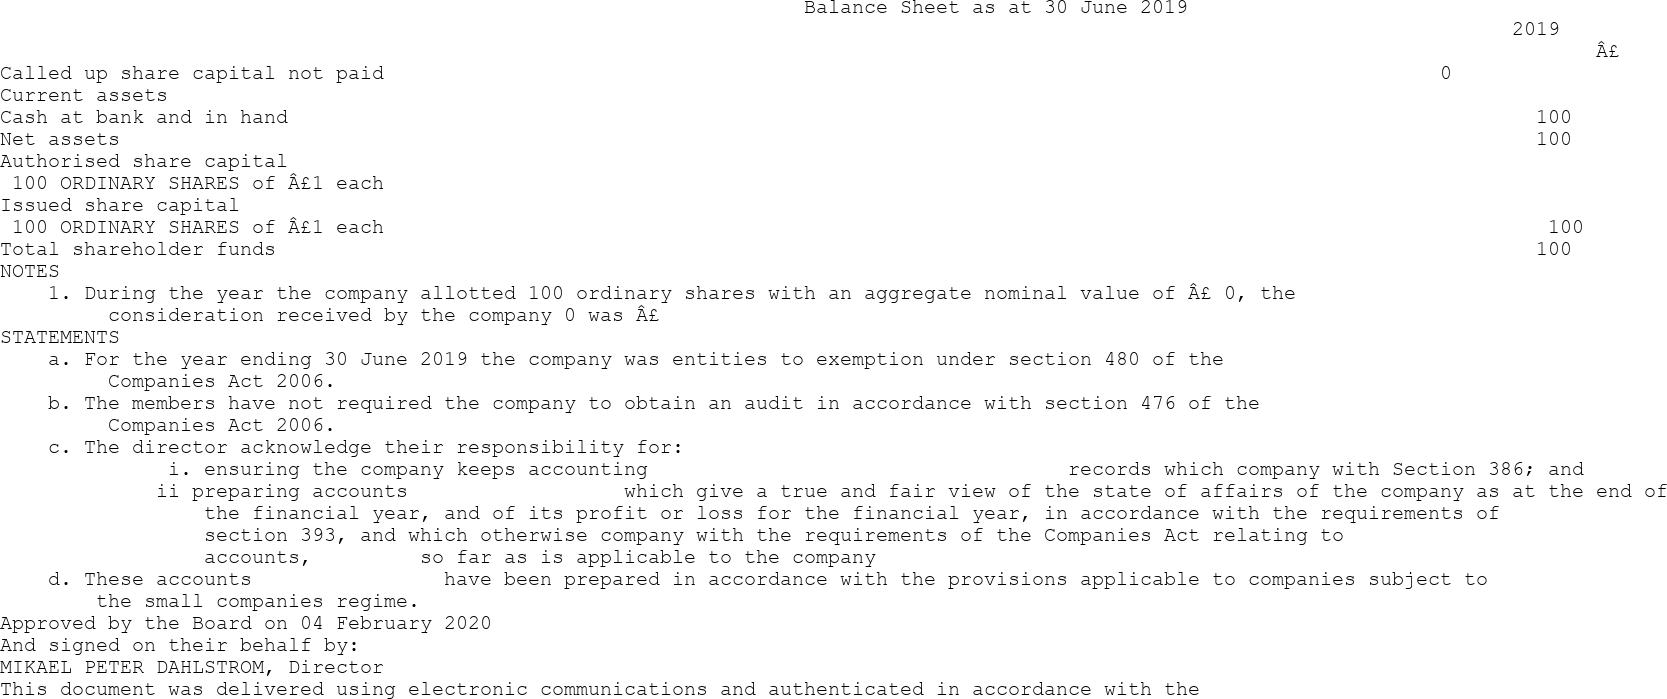 Balance Sheet as at 30 June 2019
2019
Â£
Called up share capital not paid 0
Current assets
Cash at bank and in hand 100
Net assets 100
Authorised share capital
100 ORDINARY SHARES of Â£1 each
Issued share capital
100 ORDINARY SHARES of Â£1 each 100
Total shareholder funds 100
NOTES
1. During the year the company allotted 100 ordinary shares with an aggregate nominal value of Â£ 0, the
consideration received by the company 0 was Â£
STATEMENTS
a. For the year ending 30 June 2019 the company was entities to exemption under section 480 of the
Companies Act 2006.
b. The members have not required the company to obtain an audit in accordance with section 476 of the
Companies Act 2006.
c. The director acknowledge their responsibility for:
i. ensuring the company keeps accounting records which company with Section 386; and
ii preparing accounts which give a true and fair view of the state of affairs of the company as at the end of
the financial year, and of its profit or loss for the financial year, in accordance with the requirements of
section 393, and which otherwise company with the requirements of the Companies Act relating to
accounts, so far as is applicable to the company
d. These accounts have been prepared in accordance with the provisions applicable to companies subject to
the small companies regime.
Approved by the Board on 04 February 2020
And signed on their behalf by:
MIKAEL PETER DAHLSTROM, Director
This document was delivered using electronic communications and authenticated in accordance with the